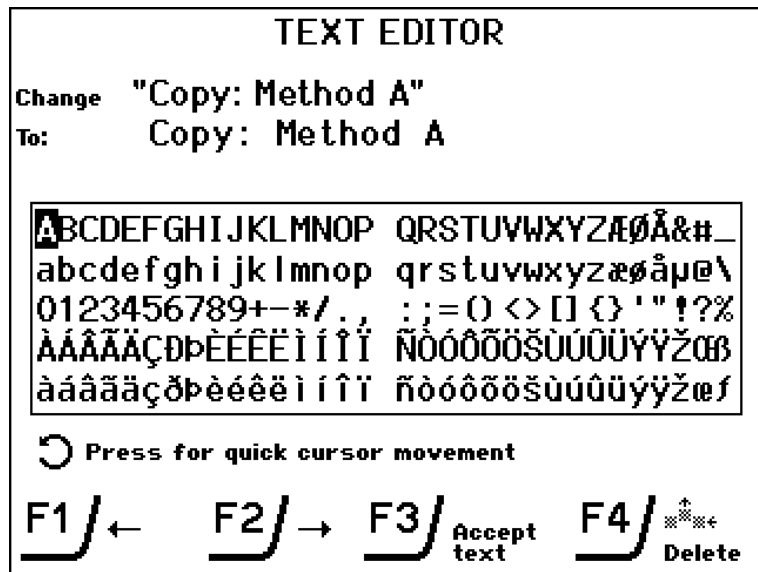 TEXT EDITOR
Change "Copy: Method A"
To: Copy: Method A
ABCDEFGHIJKLMNOP QRSTUVWXYZÆØÅ&#_
abcdefghijklmnop qrstuvwxyzæøåµ@\
0123456789+−*/., :;=()<>[]{}'"!?%
ÀÁÂÃÄÇÐÞÈÉÊËÌÍÎÏ ÑÒÓÔÕÖŠÙÚÛÜÝŸŽŒß
àáâãäçðÞèéêëìíîï ñòóôõöšùúûüýÿŽœƒ
Press for quick cursor movement
F1 ← F2 → F3 Accept text F4 Delete